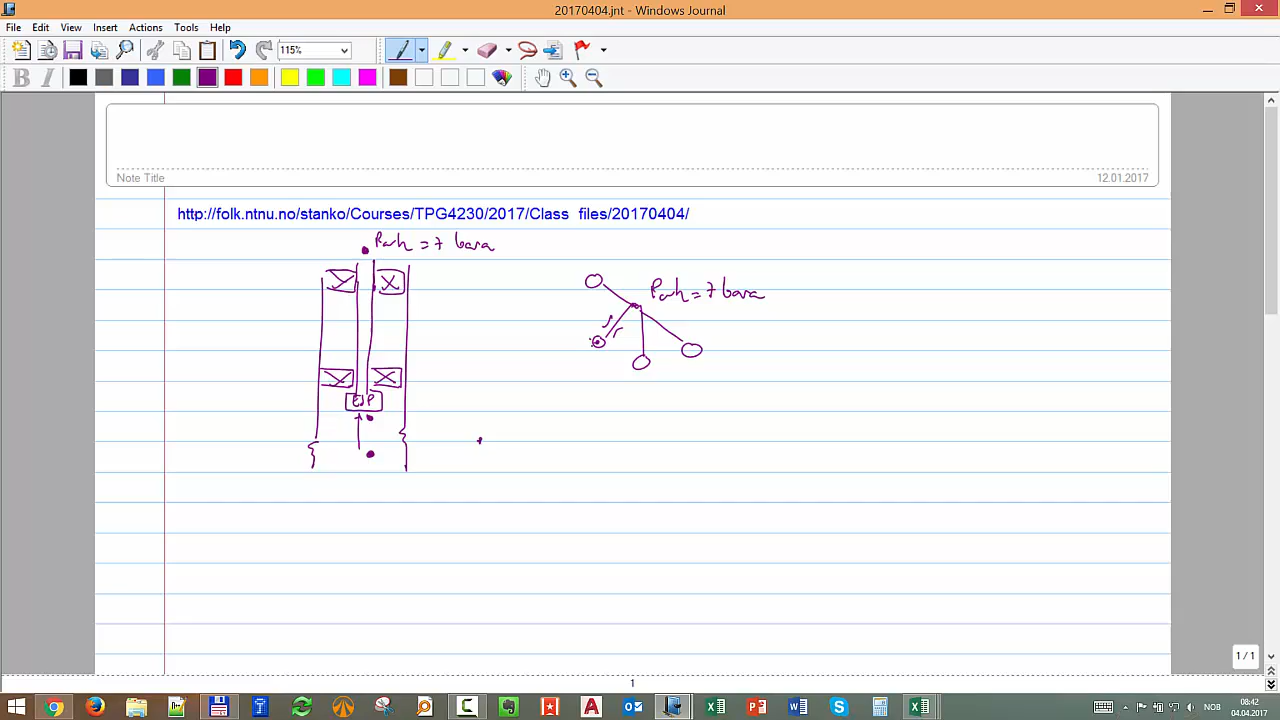 20170404.jnt - Windows Journal
File Edit View Insert Actions Tools Help
115%
B I
Note Title
12.01.2017
http://folk.ntnu.no/stanko/Courses/TPG4230/2017/Class files/20170404/
Pwh = 7 bara
Pwh = 7 bara
ESP
1 / 1
1
08:42
NOB
04.04.2017